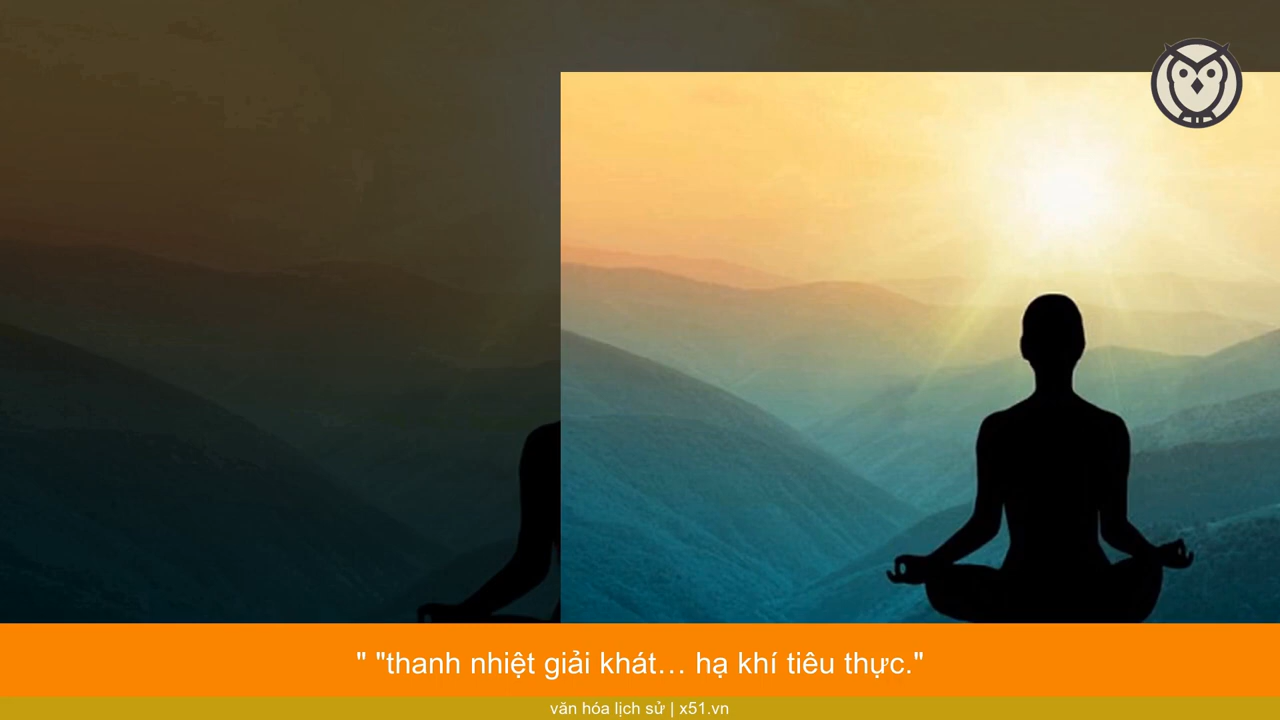 " "thanh nhiệt giải khát… hạ khí tiêu thực."
văn hóa lịch sử | x51.vn